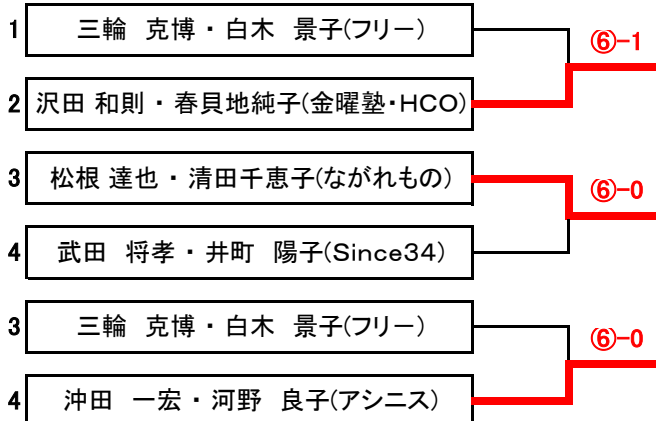 1 三輪 克博 ・ 白木 景子(フリー)
⑥-1
2 沢田 和則 ・ 春貝地純子(金曜塾・HCO)
3 松根 達也 ・ 清田千恵子(ながれもの)
⑥-0
4 武田 将孝 ・ 井町 陽子(Since34)
3 三輪 克博 ・ 白木 景子(フリー)
⑥-0
4 沖田 一宏 ・ 河野 良子(アシニス)